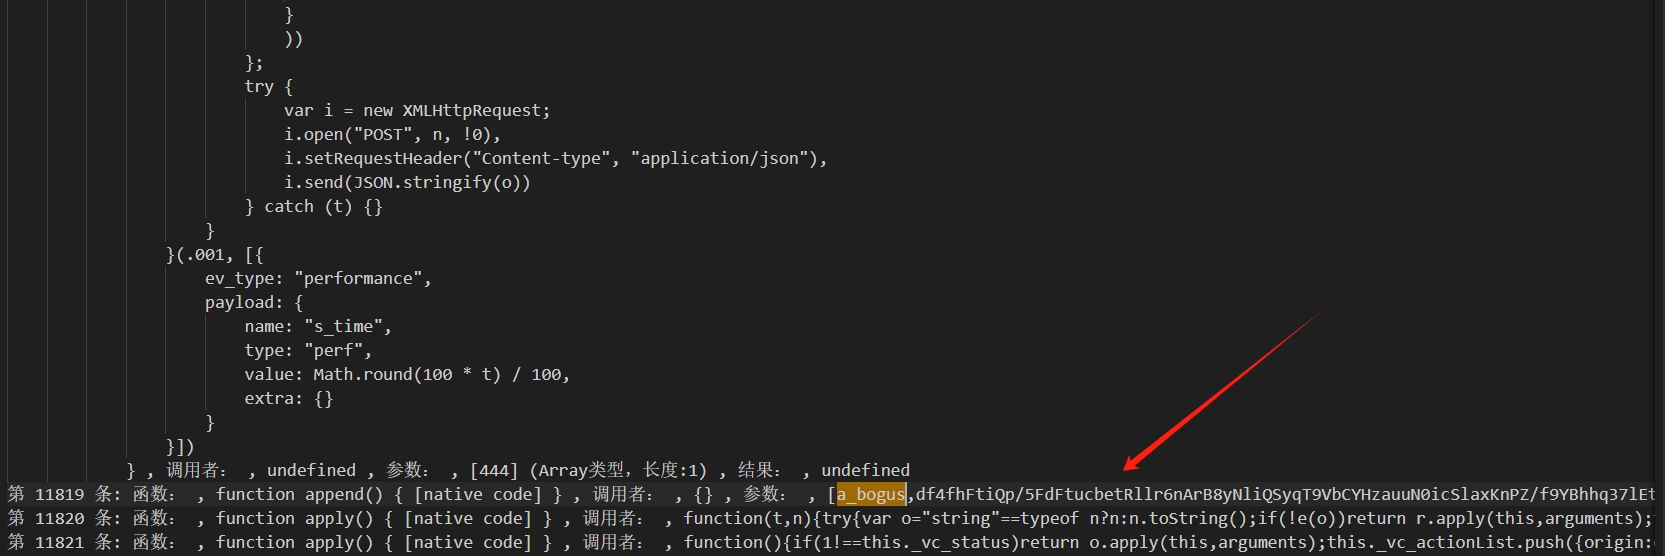 }
))
};
try {
var i = new XMLHttpRequest;
i.open("POST", n, !0),
i.setRequestHeader("Content-type", "application/json"),
i.send(JSON.stringify(o))
} catch (t) {}
}
}(.001, [{
ev_type: "performance",
payload: {
name: "s_time",
type: "perf",
value: Math.round(100 * t) / 100,
extra: {}
}
}])
} , 调用者: , undefined , 参数: , [444] (Array类型，长度:1) , 结果: , undefined
第 11819 条: 函数: , function append() { [native code] } , 调用者: , {} , 参数: , [a_bogus,df4fhFtiQp/5FdFtucbetRllr6nArB8yNliQSyqT9VbCYHzauuN0icSlaxKnPZ/f9YBhhq37lEt
第 11820 条: 函数: , function apply() { [native code] } , 调用者: , function(t,n){try{var o="string"==typeof n?n:n.toString();if(!e(o))return r.apply(this,arguments);
第 11821 条: 函数: , function apply() { [native code] } , 调用者: , function(){if(1!==this._vc_status)return o.apply(this,arguments);this._vc_actionList.push({origin: